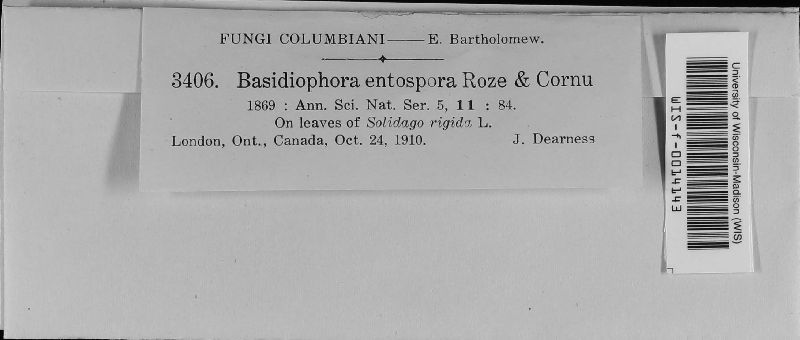 FUNGI COLUMBIANI——E. Bartholomew.
3406. Basidiophora entospora Roze & Cornu
1869 : Ann. Sci. Nat. Ser. 5, 11 : 84.
On leaves of Solidago rigida L.
London, Ont., Canada, Oct. 24, 1910. J. Dearness
University of Wisconsin-Madison (WIS)
WIS-f-0014143